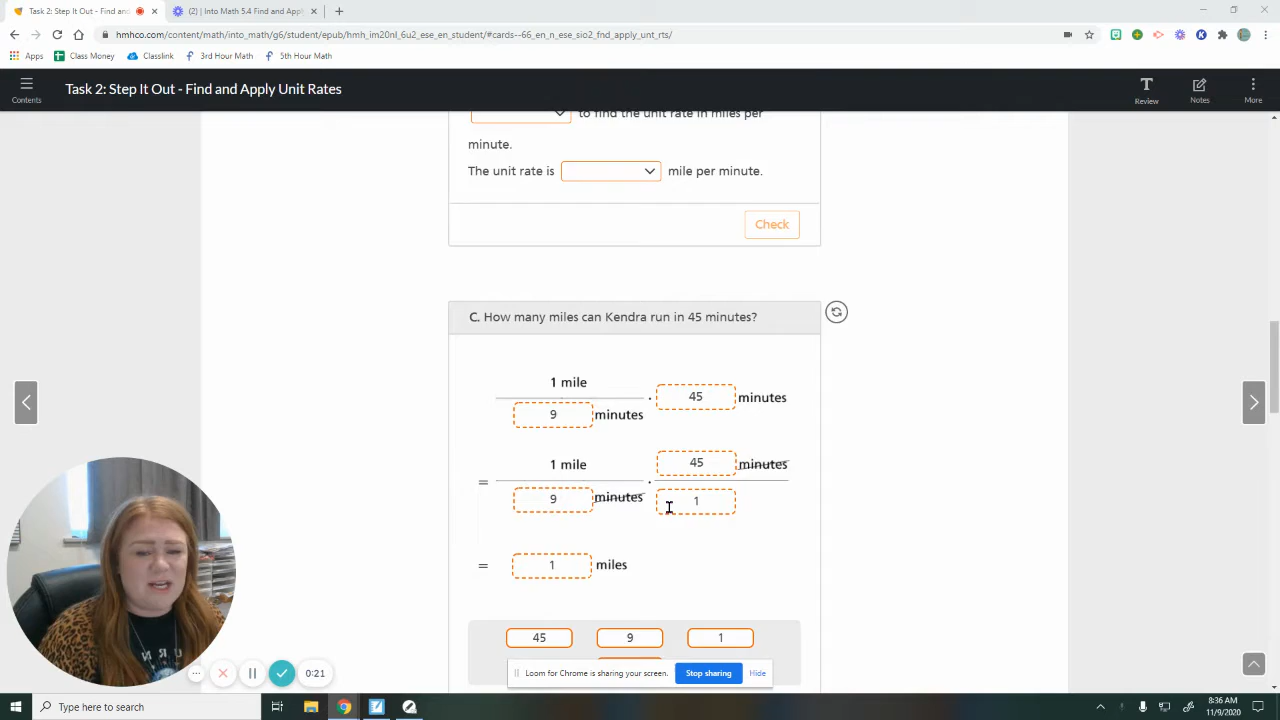 Task 2: Step It Out - Find and
(2) | Into Math 5.4 Find and Apply
hmhco.com/content/math/into_math/g6/student/epub/hmh_im20nl_6u2_ese_en_student/#cards--66_en_n_ese_sio2_fnd_apply_unt_rts/
Apps Class Money Classlink 3rd Hour Math 5th Hour Math
Contents Task 2: Step It Out - Find and Apply Unit Rates Review Notes More
to find the unit rate in miles per
minute.
The unit rate is mile per minute.
Check
C. How many miles can Kendra run in 45 minutes?
1 mile
· 45 minutes
9 minutes
1 mile 45 minutes
= ·
9 minutes 1
= 1 miles
45 9 1
Loom for Chrome is sharing your screen. Stop sharing Hide
0:21
Type here to search
8:36 AM
11/9/2020